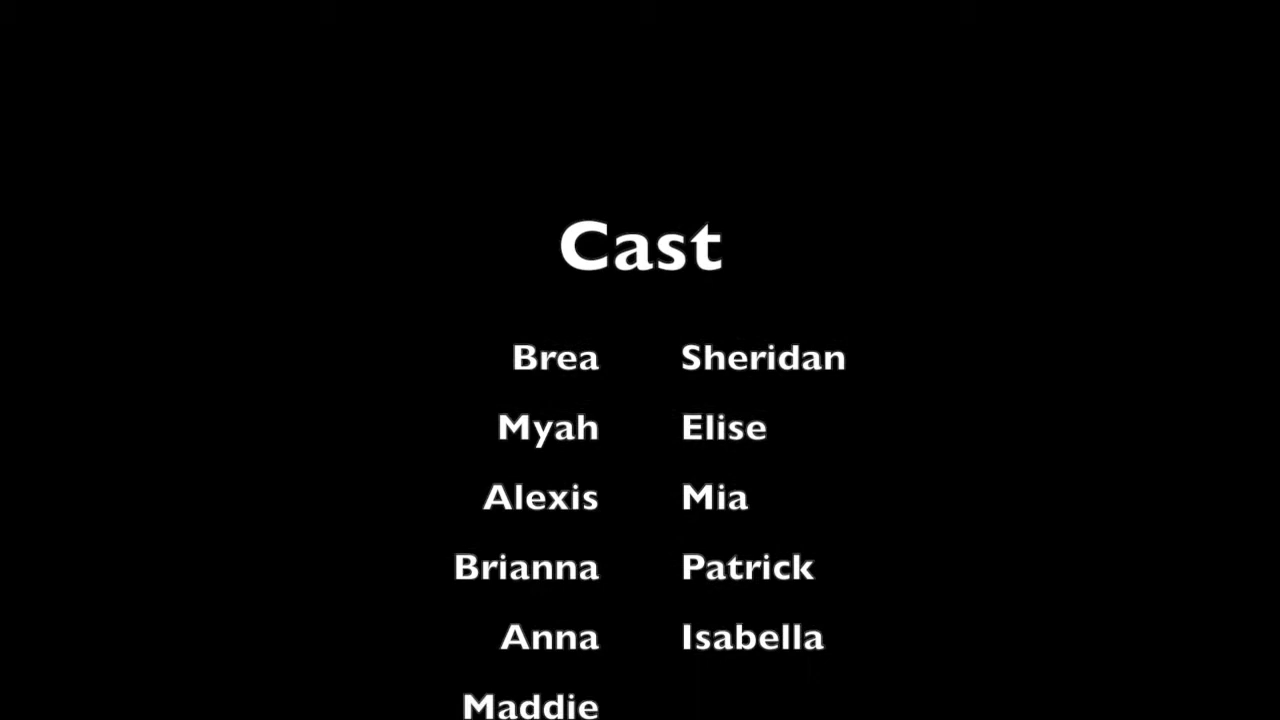 Cast
Brea Sheridan
Myah Elise
Alexis Mia
Brianna Patrick
Anna Isabella
Maddie